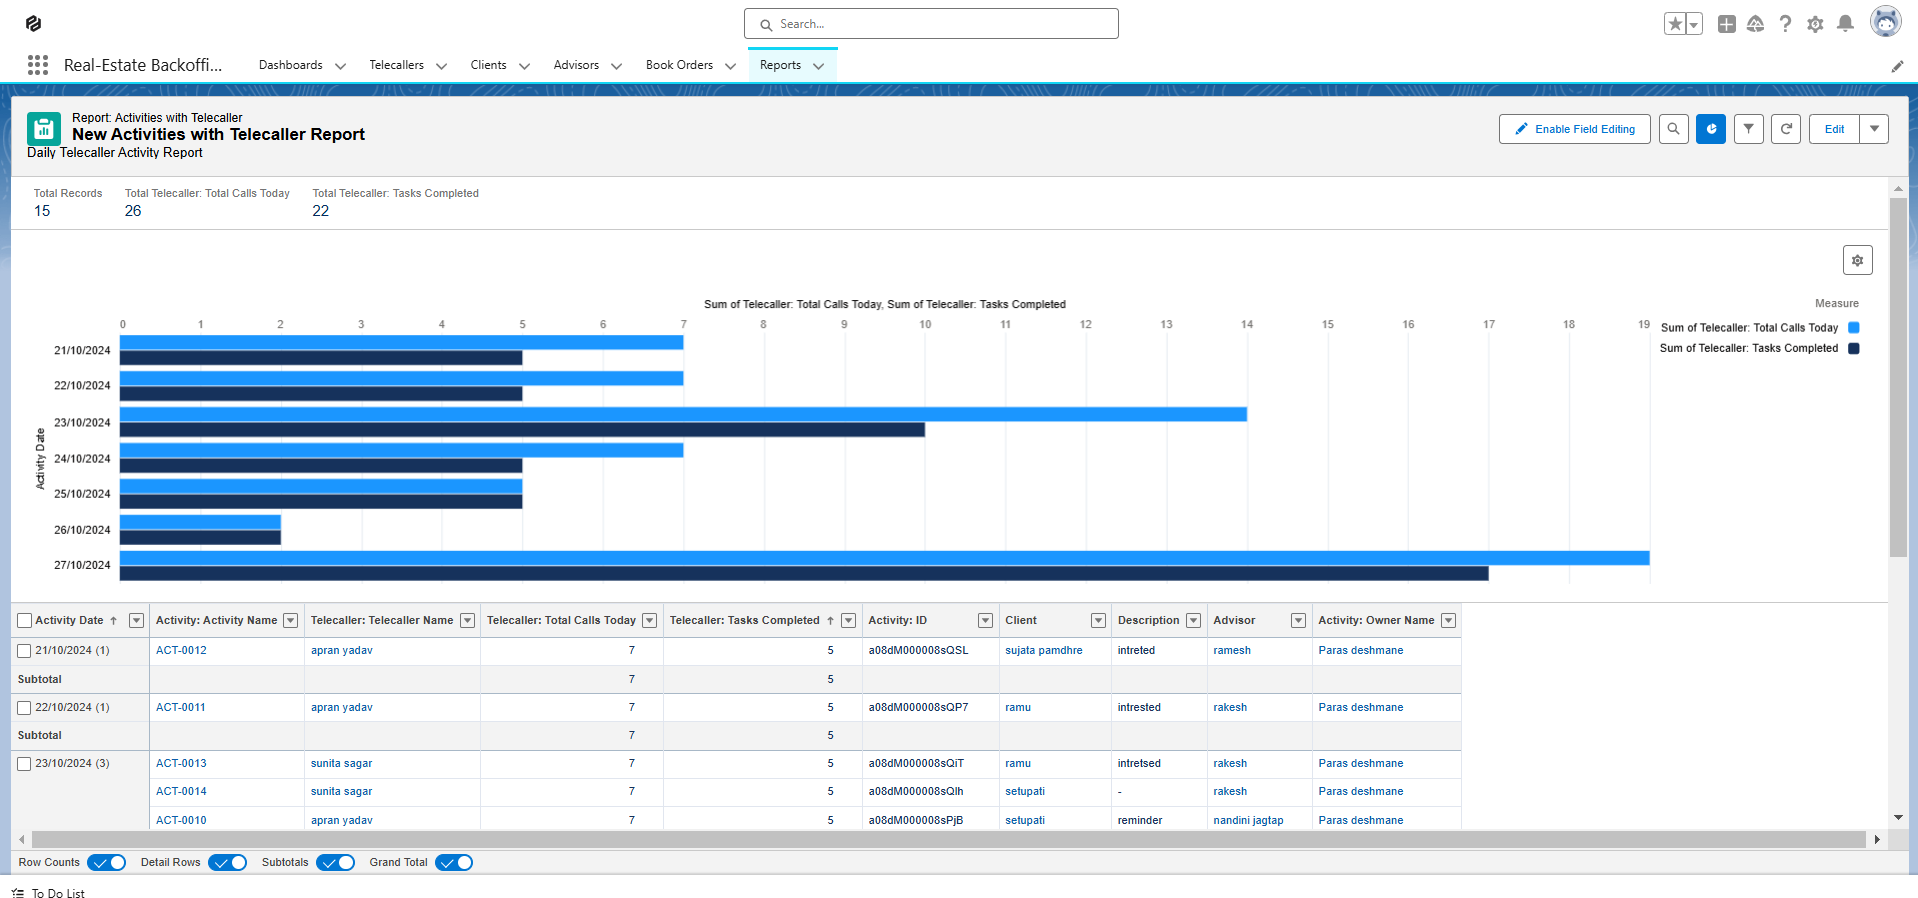 Search...
Real-Estate Backoffi...
Dashboards Telecallers Clients Advisors Book Orders Reports
Report: Activities with Telecaller
New Activities with Telecaller Report
Daily Telecaller Activity Report
Enable Field Editing
Edit
Total Records Total Telecaller: Total Calls Today Total Telecaller: Tasks Completed
15 26 22
Sum of Telecaller: Total Calls Today, Sum of Telecaller: Tasks Completed
Measure
Sum of Telecaller: Total Calls Today
Sum of Telecaller: Tasks Completed
0 1 2 3 4 5 6 7 8 9 10 11 12 13 14 15 16 17 18 19
Activity Date
21/10/2024
22/10/2024
23/10/2024
24/10/2024
25/10/2024
26/10/2024
27/10/2024
Activity Date ↑ Activity: Activity Name Telecaller: Telecaller Name Telecaller: Total Calls Today Telecaller: Tasks Completed ↑ Activity: ID Client Description Advisor Activity: Owner Name
21/10/2024 (1) ACT-0012 apran yadav 7 5 a08dM000008sQSL sujata pamdhre intreted ramesh Paras deshmane
Subtotal 7 5
22/10/2024 (1) ACT-0011 apran yadav 7 5 a08dM000008sQP7 ramu intrested rakesh Paras deshmane
Subtotal 7 5
23/10/2024 (3) ACT-0013 sunita sagar 7 5 a08dM000008sQiT ramu intretsed rakesh Paras deshmane
ACT-0014 sunita sagar 7 5 a08dM000008sQlh setupati - rakesh Paras deshmane
ACT-0010 apran yadav 7 5 a08dM000008sPjB setupati reminder nandini jagtap Paras deshmane
Row Counts Detail Rows Subtotals Grand Total
To Do List